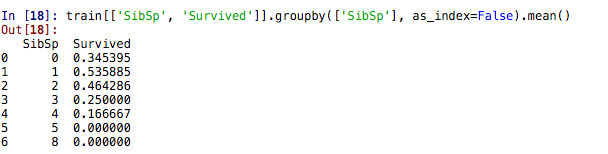 In [18]: train[['SibSp', 'Survived']].groupby(['SibSp'], as_index=False).mean()
Out[18]:
   SibSp  Survived
0      0  0.345395
1      1  0.535885
2      2  0.464286
3      3  0.250000
4      4  0.166667
5      5  0.000000
6      8  0.000000